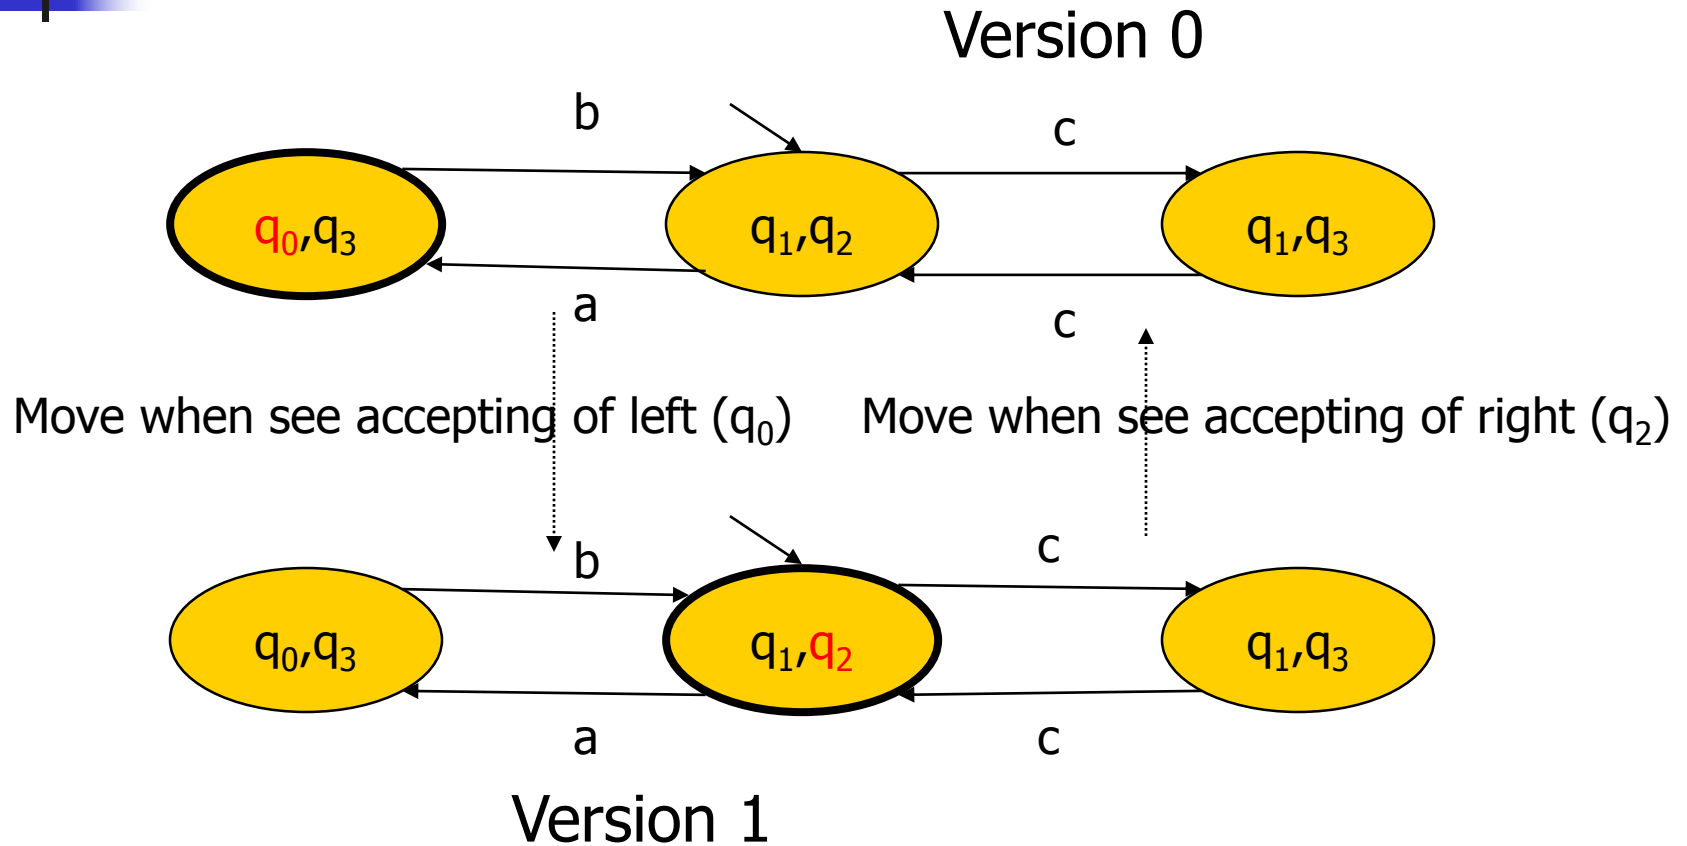 Version 0
b
c
q₀,q₃
q₁,q₂
q₁,q₃
a
c
Move when see accepting of left (q₀)
Move when see accepting of right (q₂)
b
c
q₀,q₃
q₁,q₂
q₁,q₃
a
c
Version 1